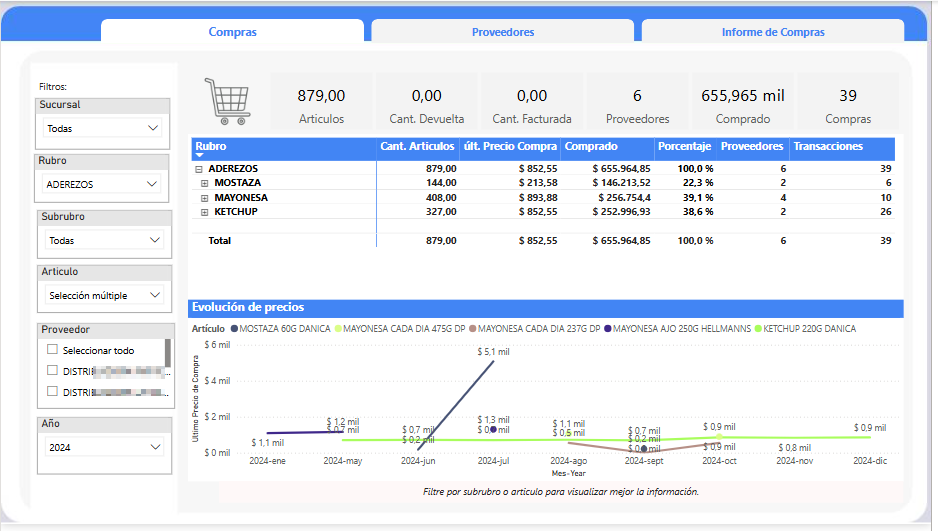 Compras Proveedores Informe de Compras
Filtros:
Sucursal
Todas
Rubro
ADEREZOS
Subrubro
Todas
Articulo
Selección múltiple
Proveedor
Seleccionar todo
DISTRI
DISTRI
Año
2024
879,00 0,00 0,00 6 655,965 mil 39
Articulos Cant. Devuelta Cant. Facturada Proveedores Comprado Compras
Rubro Cant. Articulos últ. Precio Compra Comprado Porcentaje Proveedores Transacciones
ADEREZOS 879,00 $ 852,55 $ 655.964,85 100,0 % 6 39
MOSTAZA 144,00 $ 213,58 $ 146.213,52 22,3 % 2 6
MAYONESA 408,00 $ 893,88 $ 256.754,4 39,1 % 4 10
KETCHUP 327,00 $ 852,55 $ 252.996,93 38,6 % 2 26
Total 879,00 $ 852,55 $ 655.964,85 100,0 % 6 39
Evolución de precios
Artículo MOSTAZA 60G DANICA MAYONESA CADA DIA 475G DP MAYONESA CADA DIA 237G DP MAYONESA AJO 250G HELLMANNS KETCHUP 220G DANICA
Ultimo Precio de Compra
$ 6 mil
$ 4 mil
$ 2 mil
$ 0 mil
$ 5,1 mil
$ 1,2 mil $ 1,3 mil $ 1,1 mil
$ 0,7 mil $ 0,7 mil $ 0,5 mil $ 0,7 mil $ 0,9 mil $ 0,9 mil
$ 1,1 mil $ 0,2 mil $ 0,2 mil $ 0,9 mil $ 0,8 mil
2024-ene 2024-may 2024-jun 2024-jul 2024-ago 2024-sept 2024-oct 2024-nov 2024-dic
Mes-Year
Filtre por subrubro o articulo para visualizar mejor la información.